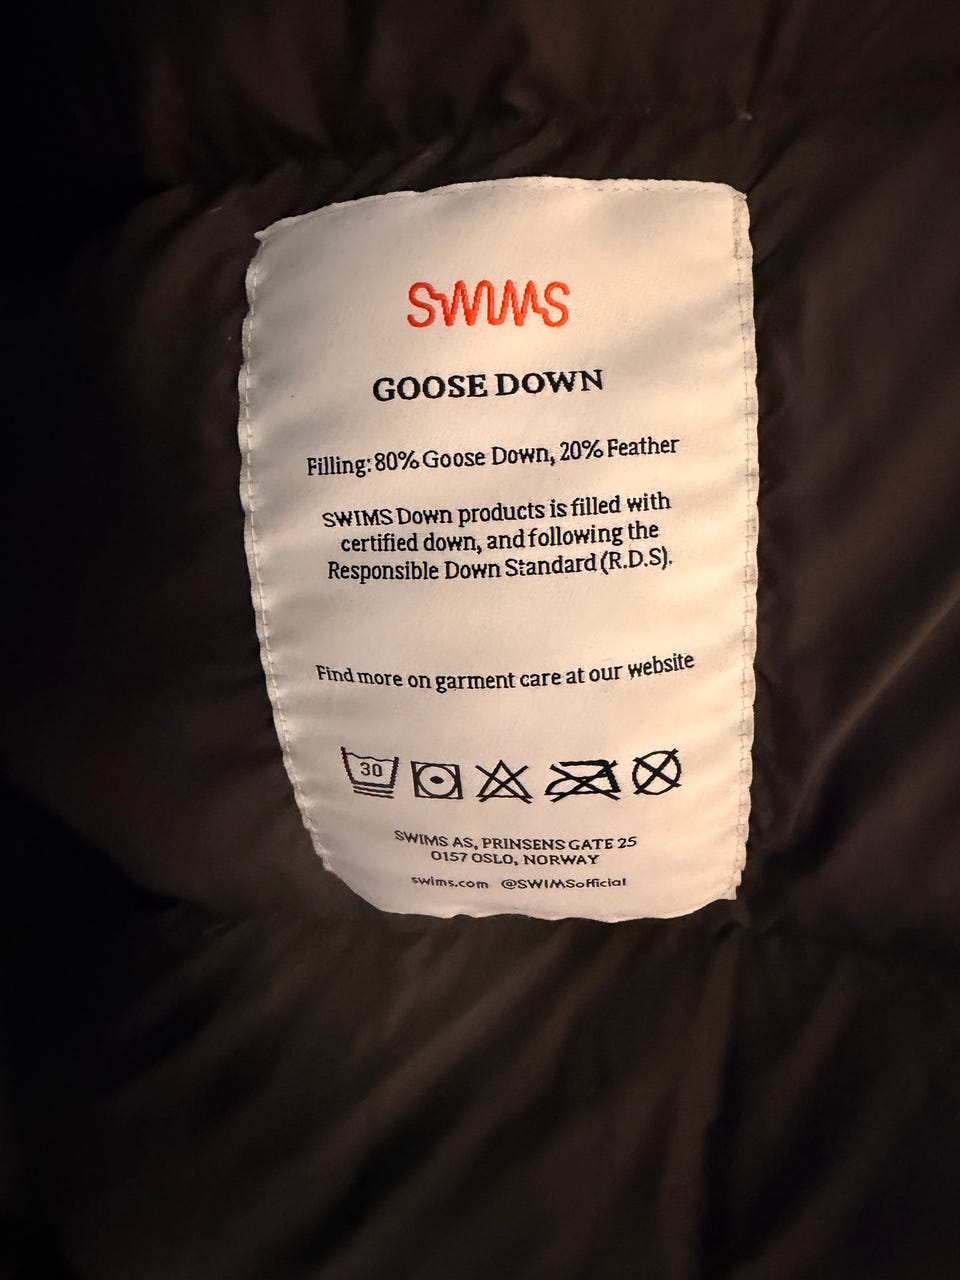 SWIMS
GOOSE DOWN
Filling: 80% Goose Down, 20% Feather
SWIMS Down products is filled with
certified down, and following the
Responsible Down Standard (R.D.S).
Find more on garment care at our website
30
SWIMS AS, PRINSENS GATE 25
0157 OSLO, NORWAY
swims.com @SWIMSofficial